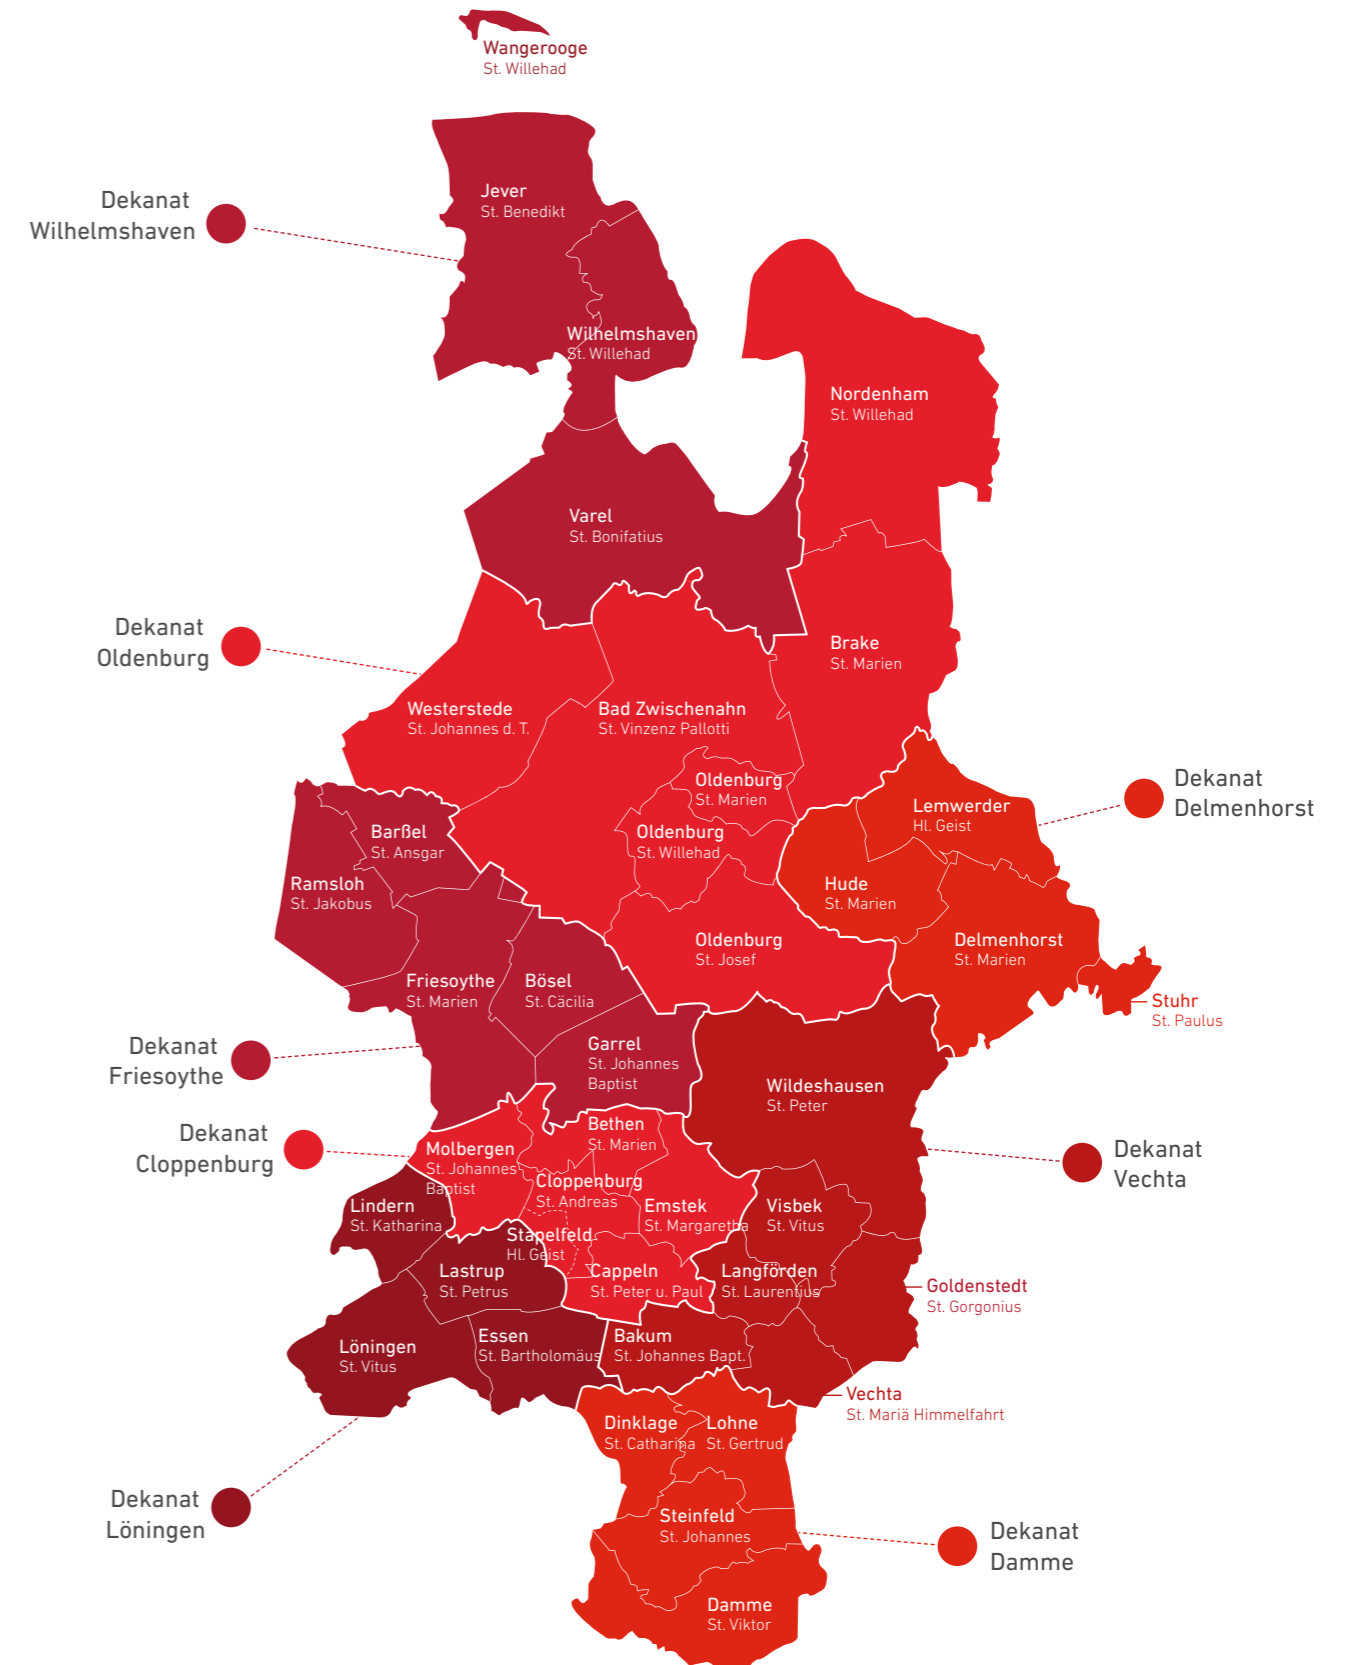 Wangerooge
St. Willehad
Jever
St. Benedikt
Dekanat
Wilhelmshaven
Wilhelmshaven
St. Willehad
Nordenham
St. Willehad
Varel
St. Bonifatius
Dekanat
Oldenburg
Brake
St. Marien
Westerstede
St. Johannes d. T.
Bad Zwischenahn
St. Vinzenz Pallotti
Oldenburg
St. Marien
Dekanat
Delmenhorst
Lemwerder
Hl. Geist
Barßel
St. Ansgar
Oldenburg
St. Willehad
Ramsloh
St. Jakobus
Hude
St. Marien
Oldenburg
St. Josef
Delmenhorst
St. Marien
Friesoythe
St. Marien
Bösel
St. Cäcilia
Stuhr
St. Paulus
Dekanat
Friesoythe
Garrel
St. Johannes
Baptist
Wildeshausen
St. Peter
Dekanat
Cloppenburg
Bethen
St. Marien
Molbergen
St. Johannes
Baptist
Dekanat
Vechta
Cloppenburg
St. Andreas
Lindern
St. Katharina
Emstek
St. Margaretha
Visbek
St. Vitus
Stapelfeld
Hl. Geist
Lastrup
St. Petrus
Cappeln
St. Peter u. Paul
Langförden
St. Laurentius
Goldenstedt
St. Gorgonius
Löningen
St. Vitus
Essen
St. Bartholomäus
Bakum
St. Johannes Bapt.
Vechta
St. Mariä Himmelfahrt
Dinklage
St. Catharina
Lohne
St. Gertrud
Dekanat
Löningen
Steinfeld
St. Johannes
Dekanat
Damme
Damme
St. Viktor